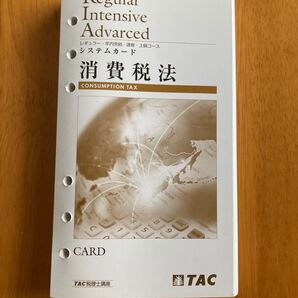 Regular
Intensive
Advanced
レギュラー・年内完結・速修・上級コース
システムカード
消費税法
CONSUMPTION TAX
CARD
TAC税理士講座
TAC